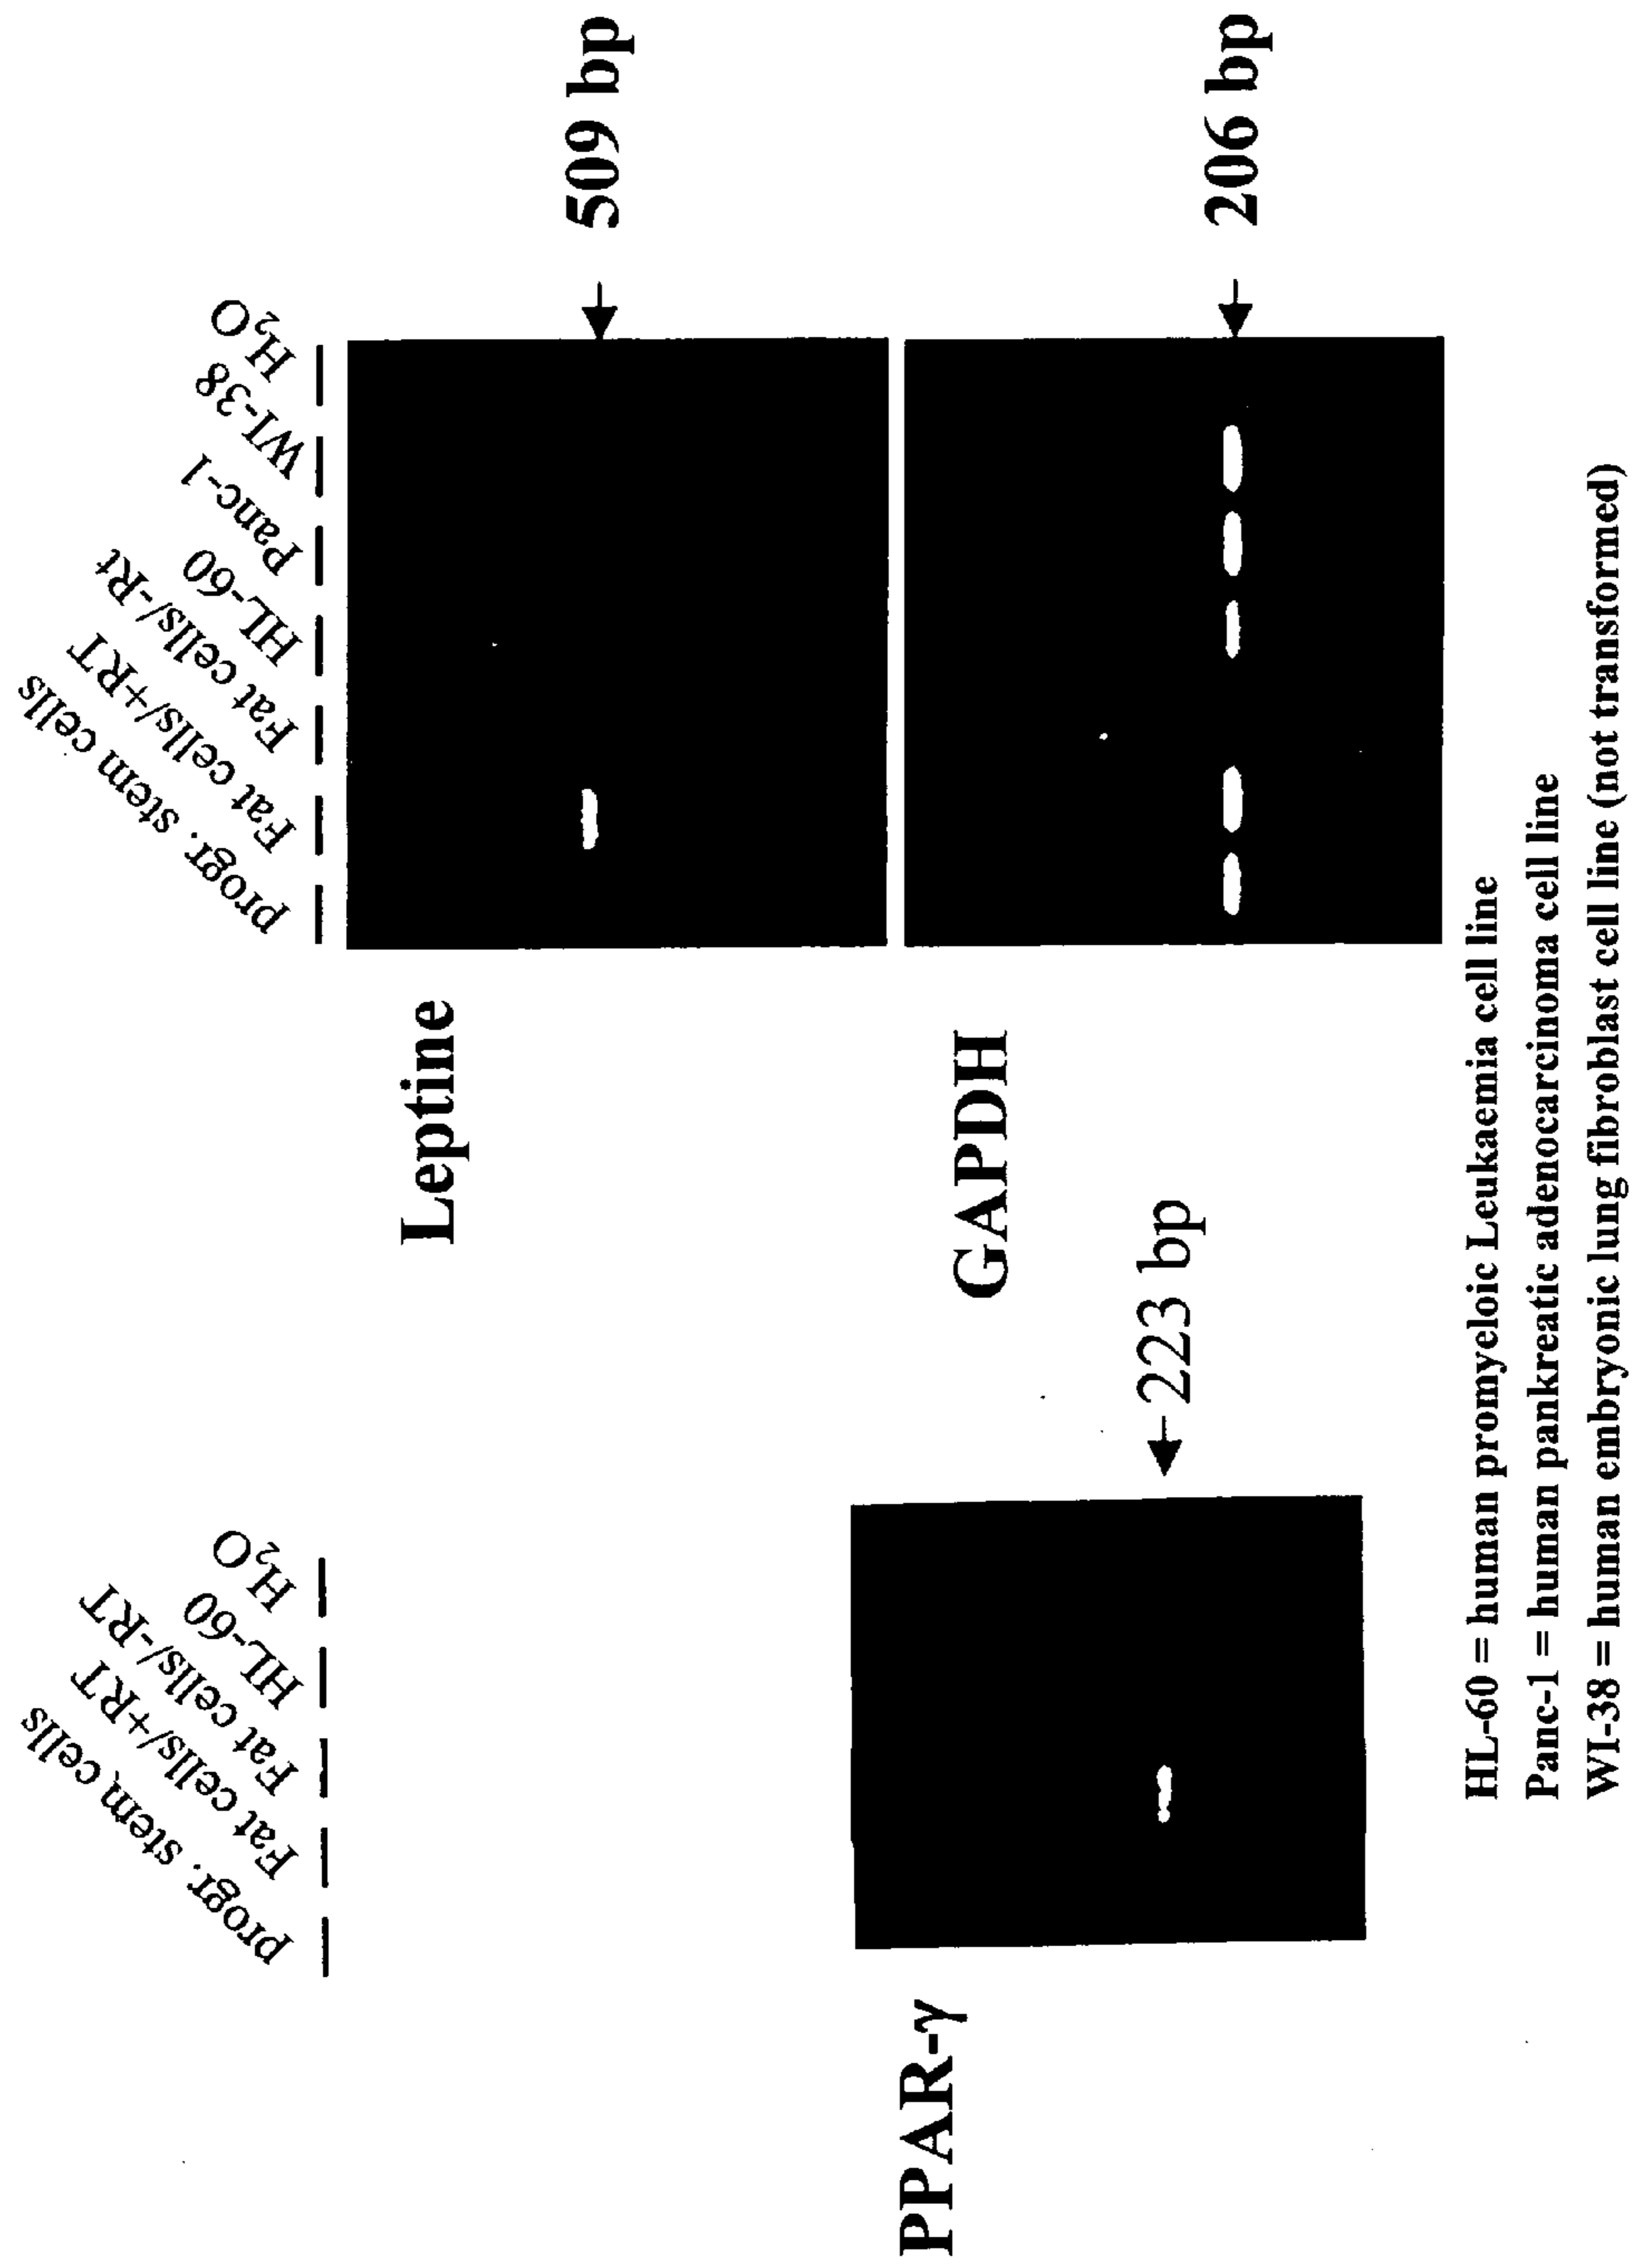 progr. stem cells
Fat cells/+RT
Fat cells/-RT
HL-60
H₂O
PPAR-γ
223 bp
progr. stem cells
Fat cells/+RT
Fat cells/-Rt
HL-60
Panc-1
WI-38
H₂O
Leptine
509 bp
GAPDH
206 bp
HL-60 = human promyeloic Leukaemia cell line
Panc-1 = human pankreatic adenocarcinoma cell line
WI-38 = human embryonic lung fibroblast cell line (not transformed)